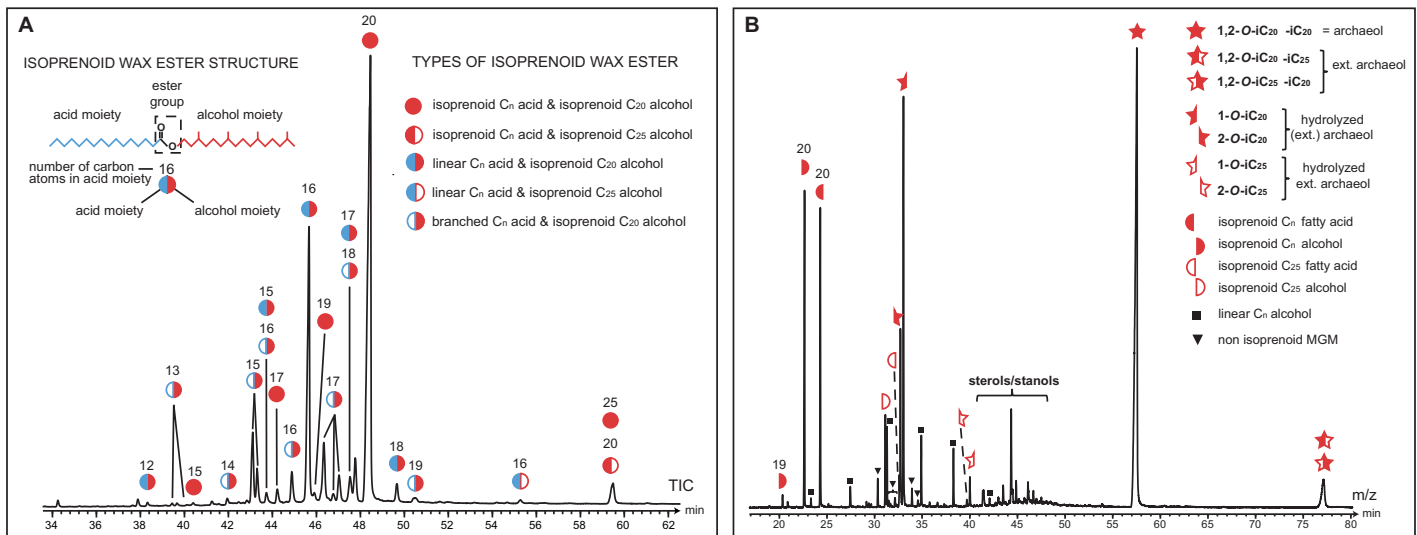 A
ISOPRENOID WAX ESTER STRUCTURE
ester
group
acid moiety
alcohol moiety
O
O
number of carbon
atoms in acid moiety
16
acid moiety
alcohol moiety
TYPES OF ISOPRENOID WAX ESTER
isoprenoid Cn acid & isoprenoid C20 alcohol
isoprenoid Cn acid & isoprenoid C25 alcohol
linear Cn acid & isoprenoid C20 alcohol
linear Cn acid & isoprenoid C25 alcohol
branched Cn acid & isoprenoid C20 alcohol
12
13
15
14
15
15
16
17
16
16
19
17
17
18
20
18
19
16
25
20
TIC
34 36 38 40 42 44 46 48 50 52 54 56 58 60 62
min
B
1,2-O-iC20 -iC20 = archaeol
1,2-O-iC20 -iC25
1,2-O-iC25 -iC20
ext. archaeol
1-O-iC20
2-O-iC20
hydrolyzed
(ext.) archaeol
1-O-iC25
2-O-iC25
hydrolyzed
ext. archaeol
isoprenoid Cn fatty acid
isoprenoid Cn alcohol
isoprenoid C25 fatty acid
isoprenoid C25 alcohol
linear Cn alcohol
non isoprenoid MGM
19
20
20
sterols/stanols
m/z
20 25 30 35 40 45 50 55 60 65 70 75 80
min